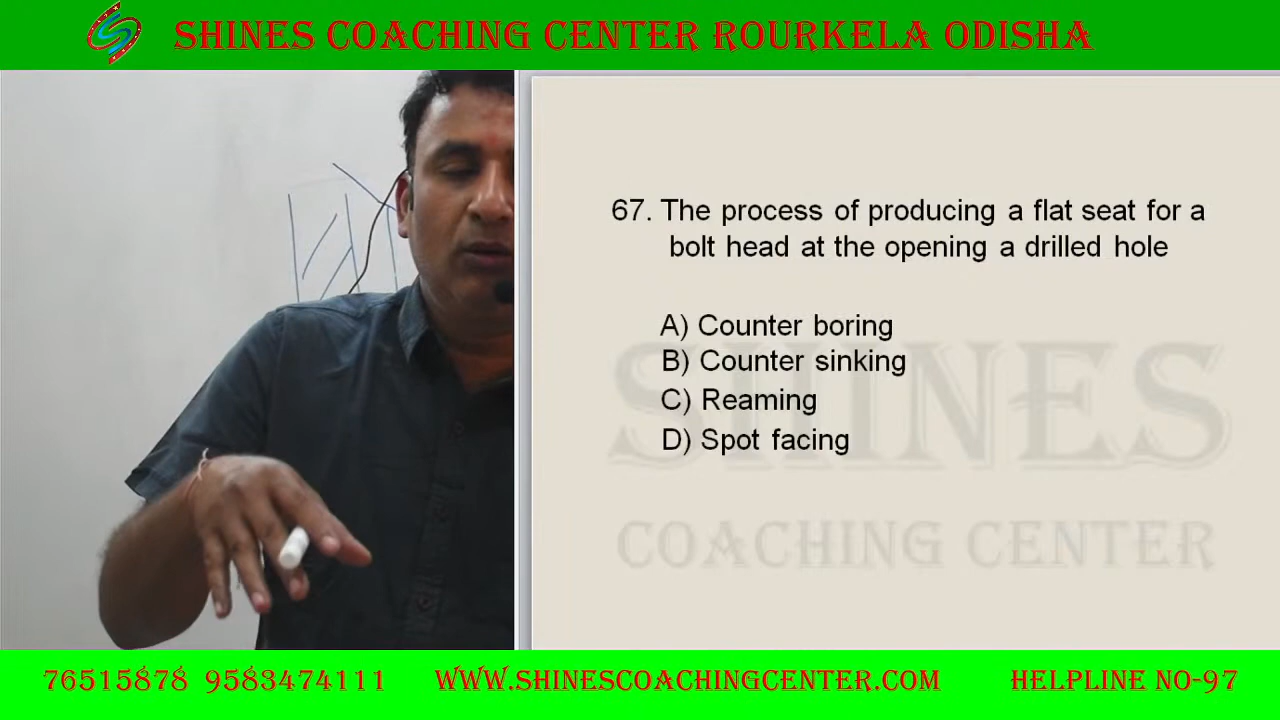 SHINES COACHING CENTER ROURKELA ODISHA
67. The process of producing a flat seat for a
bolt head at the opening a drilled hole
A) Counter boring
B) Counter sinking
C) Reaming
D) Spot facing
SHINES
COACHING CENTER
76515878 9583474111 WWW.SHINESCOACHINGCENTER.COM HELPLINE NO-97